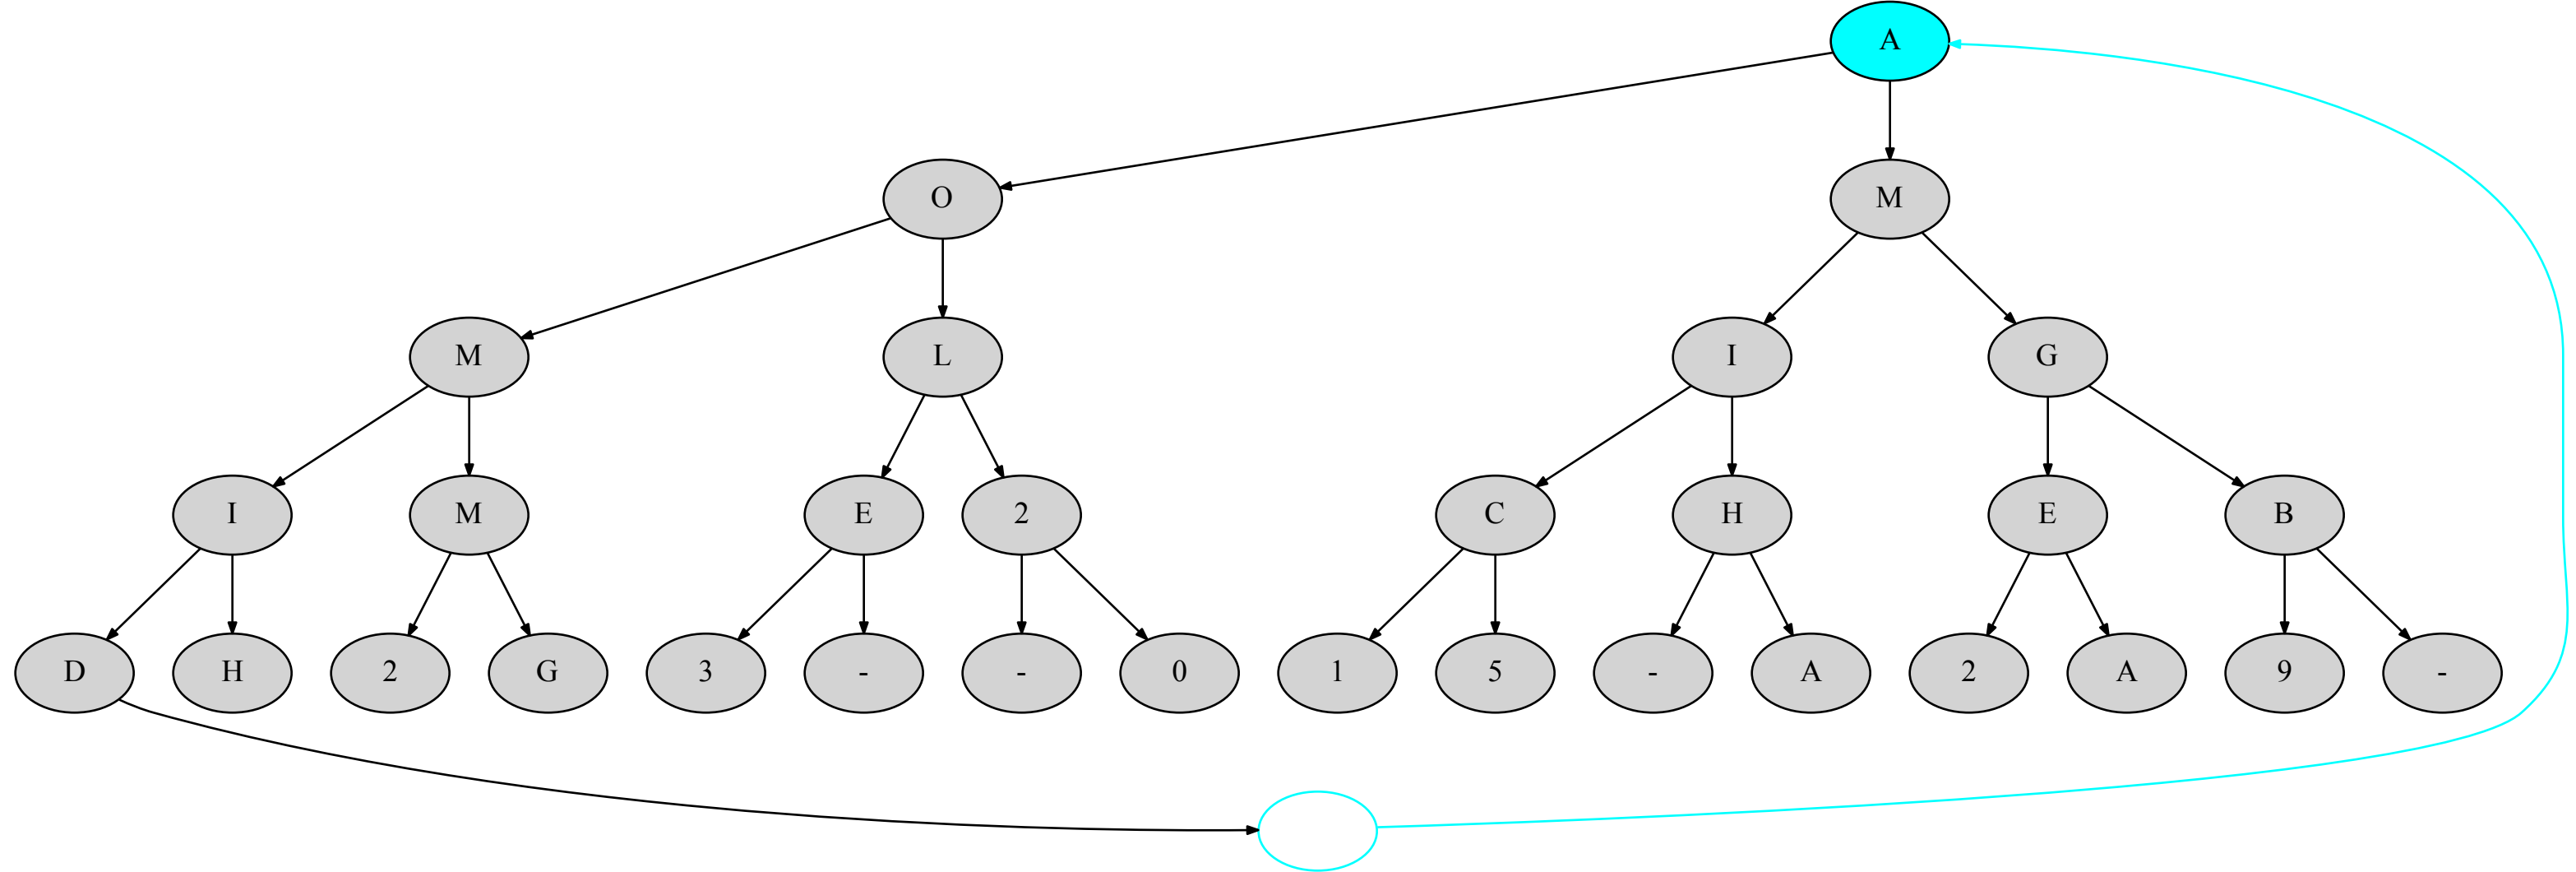 A
O M
M L I G
I M E 2 C H E B
D H 2 G 3 - - 0 1 5 - A 2 A 9 -